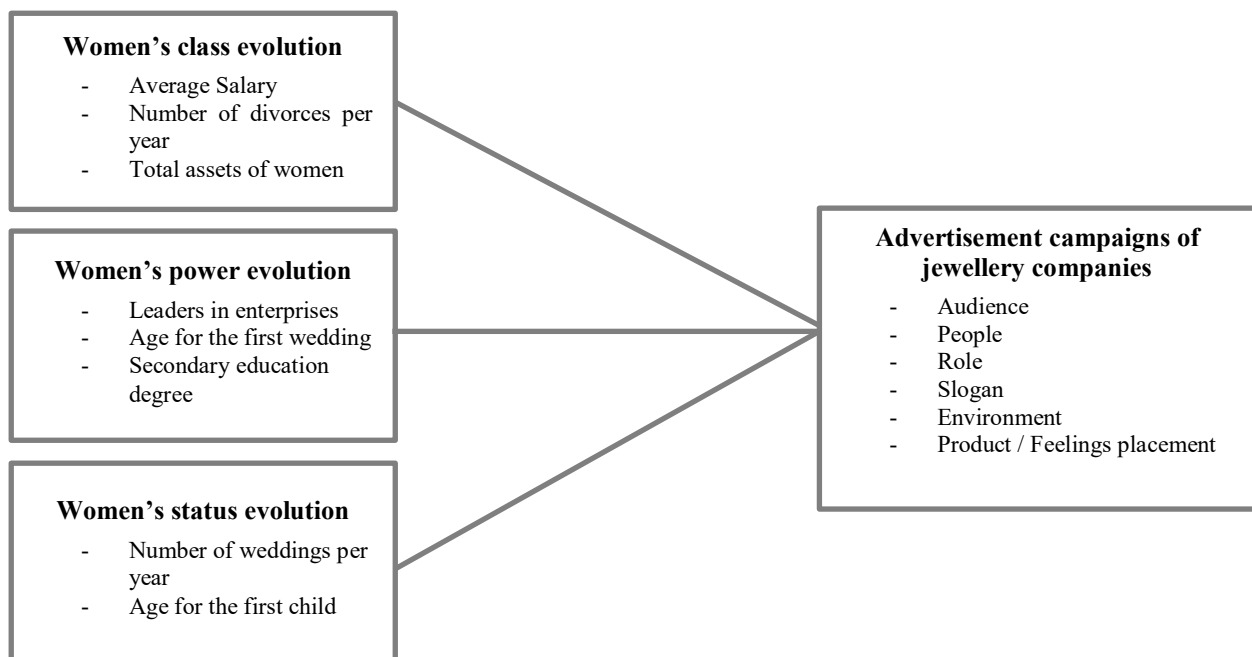 Women’s class evolution
- Average Salary
- Number of divorces per
year
- Total assets of women
Women’s power evolution
- Leaders in enterprises
- Age for the first wedding
- Secondary education
degree
Women’s status evolution
- Number of weddings per
year
- Age for the first child
Advertisement campaigns of
jewellery companies
- Audience
- People
- Role
- Slogan
- Environment
- Product / Feelings placement